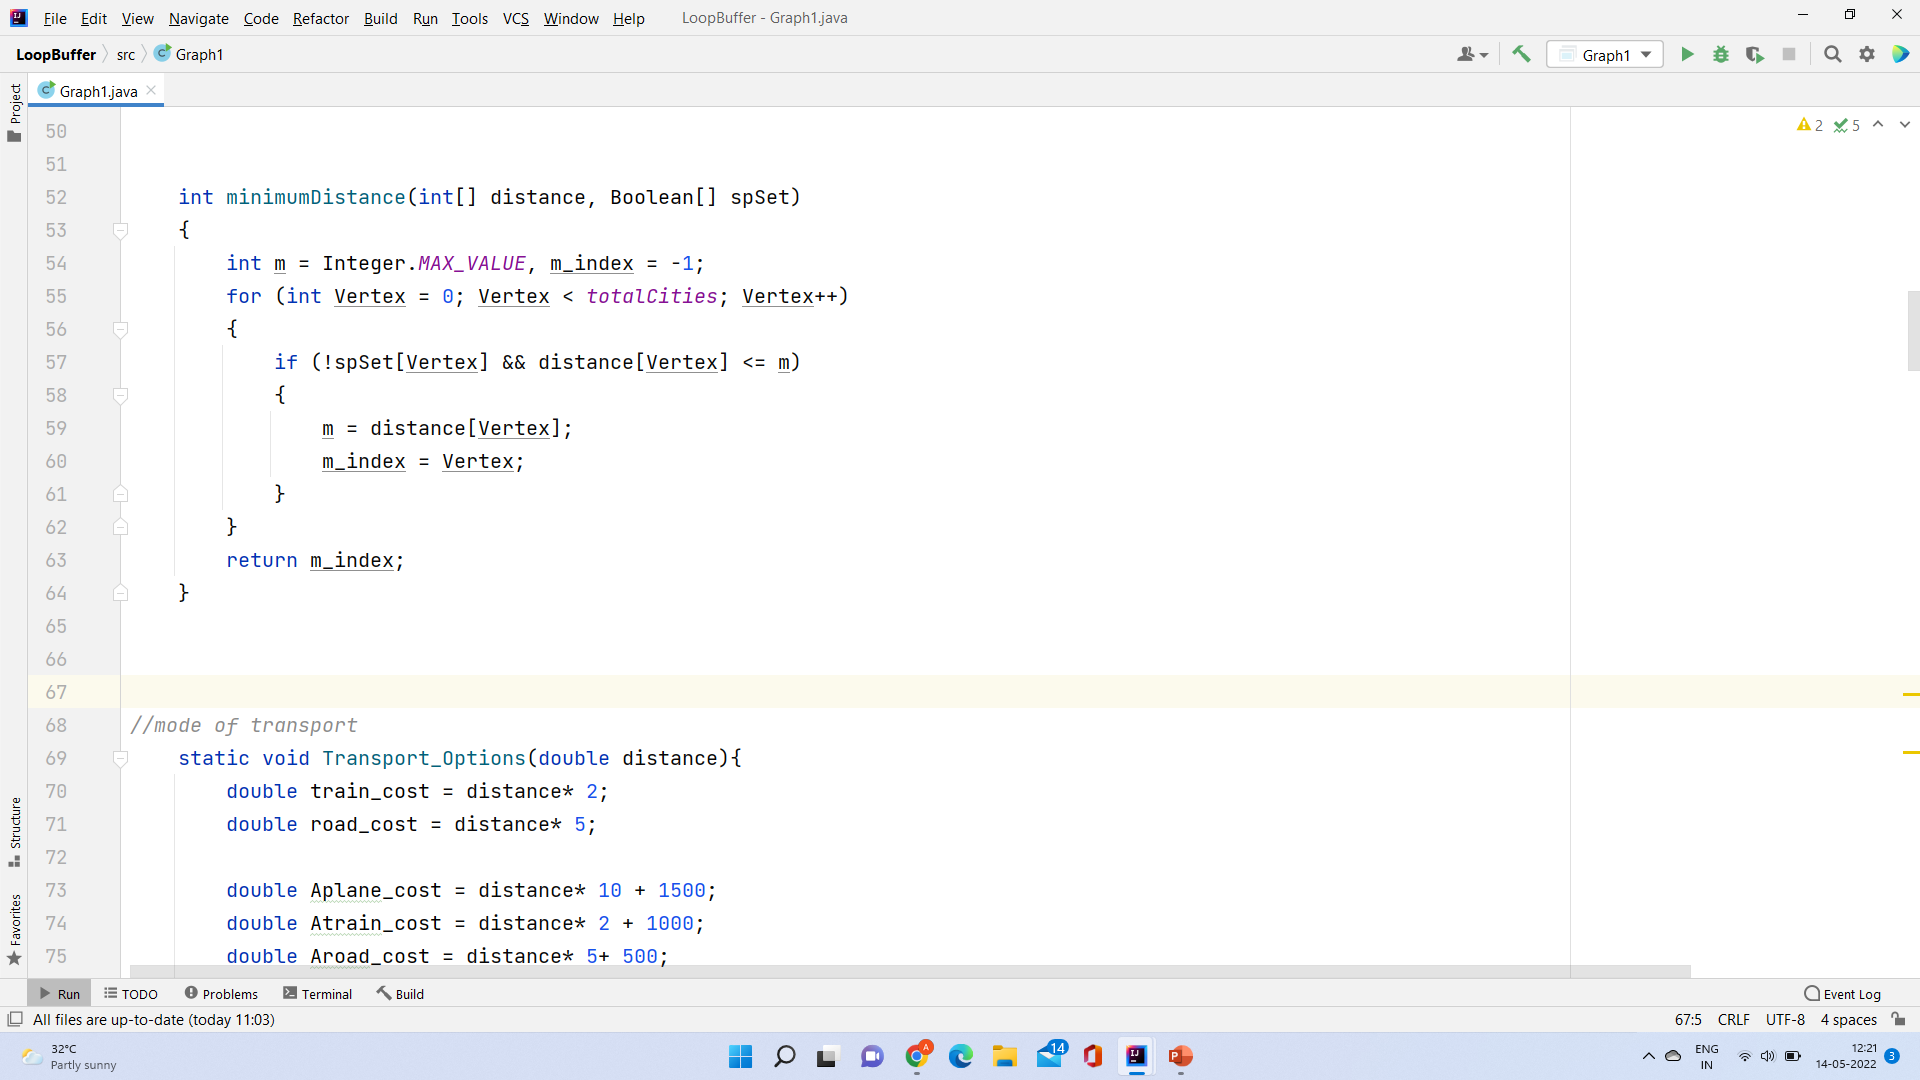 File Edit View Navigate Code Refactor Build Run Tools VCS Window Help LoopBuffer - Graph1.java
LoopBuffer src Graph1
Graph1
Graph1.java
Project
2 5
50
51
52 int minimumDistance(int[] distance, Boolean[] spSet)
53 {
54 int m = Integer.MAX_VALUE, m_index = -1;
55 for (int Vertex = 0; Vertex < totalCities; Vertex++)
56 {
57 if (!spSet[Vertex] && distance[Vertex] <= m)
58 {
59 m = distance[Vertex];
60 m_index = Vertex;
61 }
62 }
63 return m_index;
64 }
65
66
67
68 //mode of transport
69 static void Transport_Options(double distance){
70 double train_cost = distance* 2;
71 double road_cost = distance* 5;
72
73 double Aplane_cost = distance* 10 + 1500;
74 double Atrain_cost = distance* 2 + 1000;
75 double Aroad_cost = distance* 5+ 500;
Structure
Favorites
Run TODO Problems Terminal Build Event Log
All files are up-to-date (today 11:03) 67:5 CRLF UTF-8 4 spaces
32°C
Partly sunny
A
14
ENG
IN
12:21
14-05-2022
3